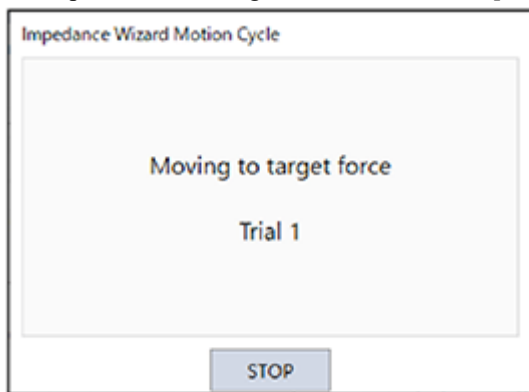 Impedance Wizard Motion Cycle
Moving to target force
Trial 1
STOP